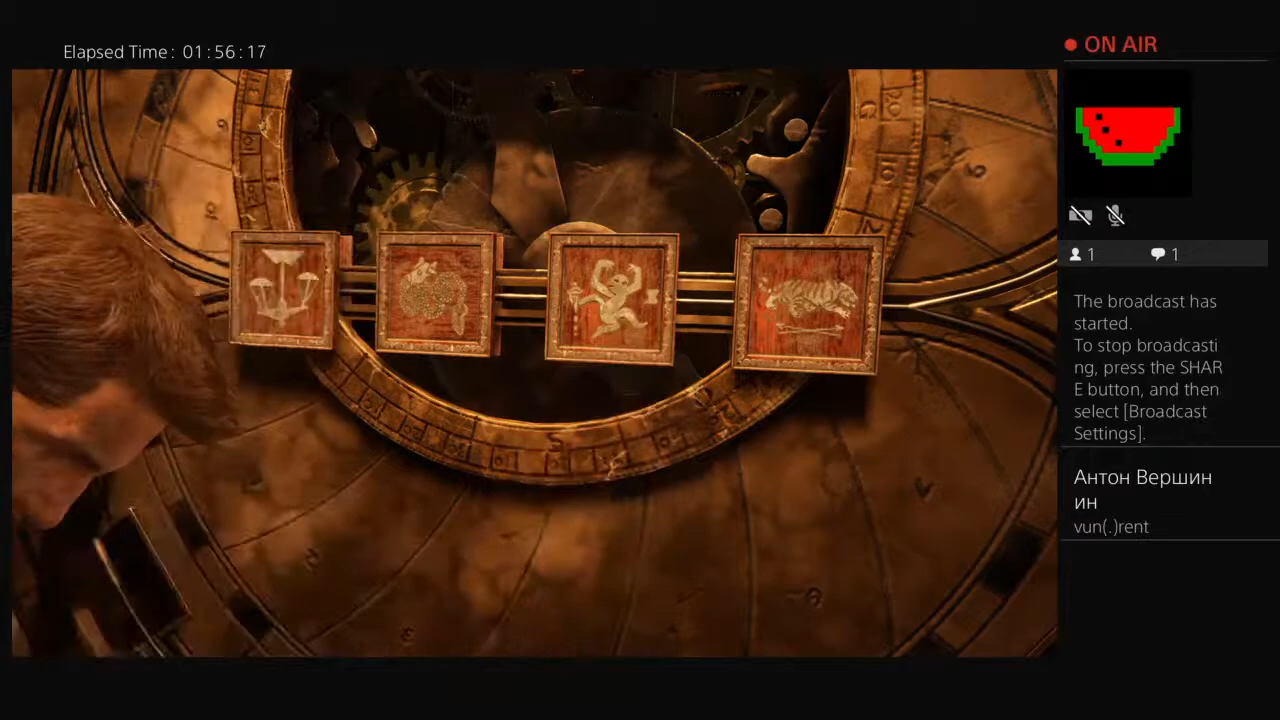 Elapsed Time: 01:56:17
ON AIR
1
1
The broadcast has
started.
To stop broadcasti
ng, press the SHAR
E button, and then
select [Broadcast
Settings].
Антон Вершин
ин
vun(.)rent